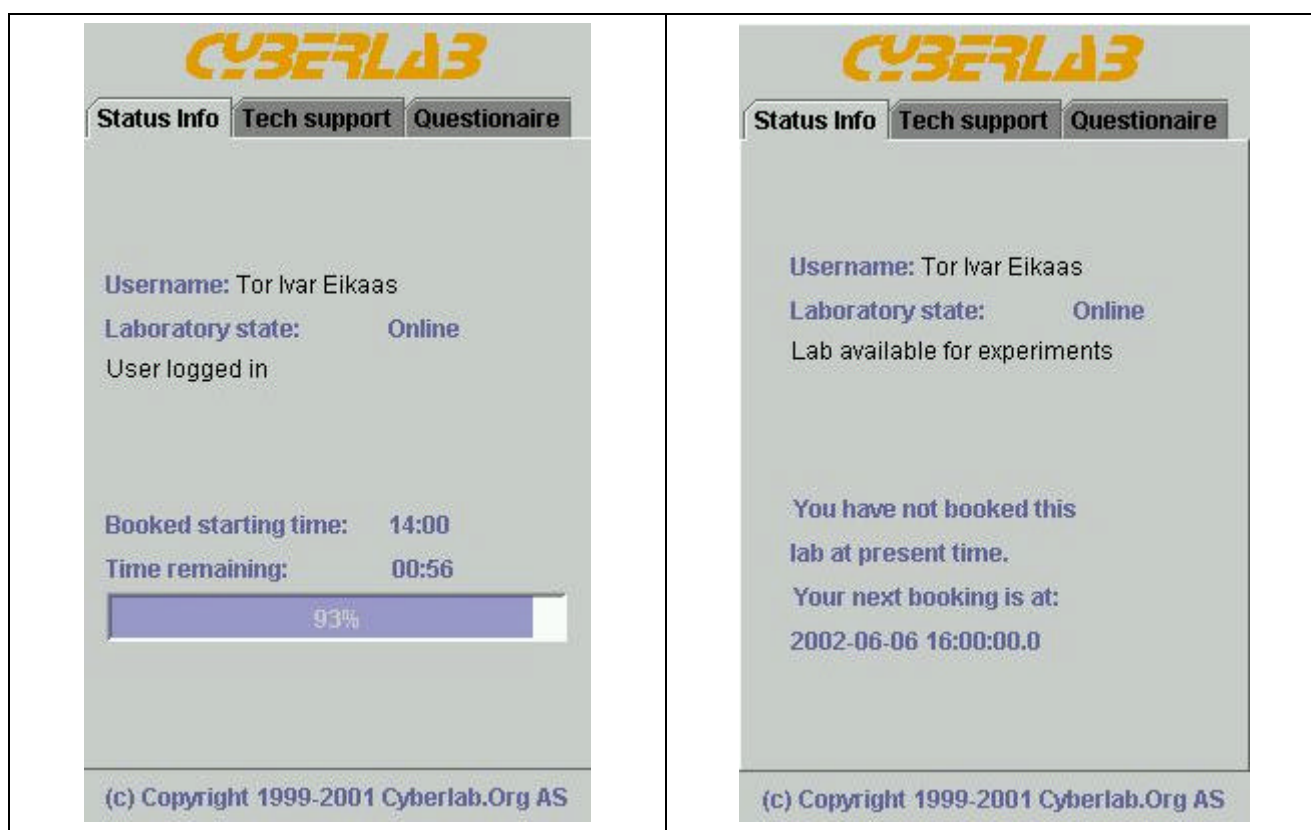 CYBERLAB
Status Info Tech support Questionaire
Username: Tor Ivar Eikaas
Laboratory state: Online
User logged in
Booked starting time: 14:00
Time remaining: 00:56
93%
(c) Copyright 1999-2001 Cyberlab.Org AS
CYBERLAB
Status Info Tech support Questionaire
Username: Tor Ivar Eikaas
Laboratory state: Online
Lab available for experiments
You have not booked this
lab at present time.
Your next booking is at:
2002-06-06 16:00:00.0
(c) Copyright 1999-2001 Cyberlab.Org AS